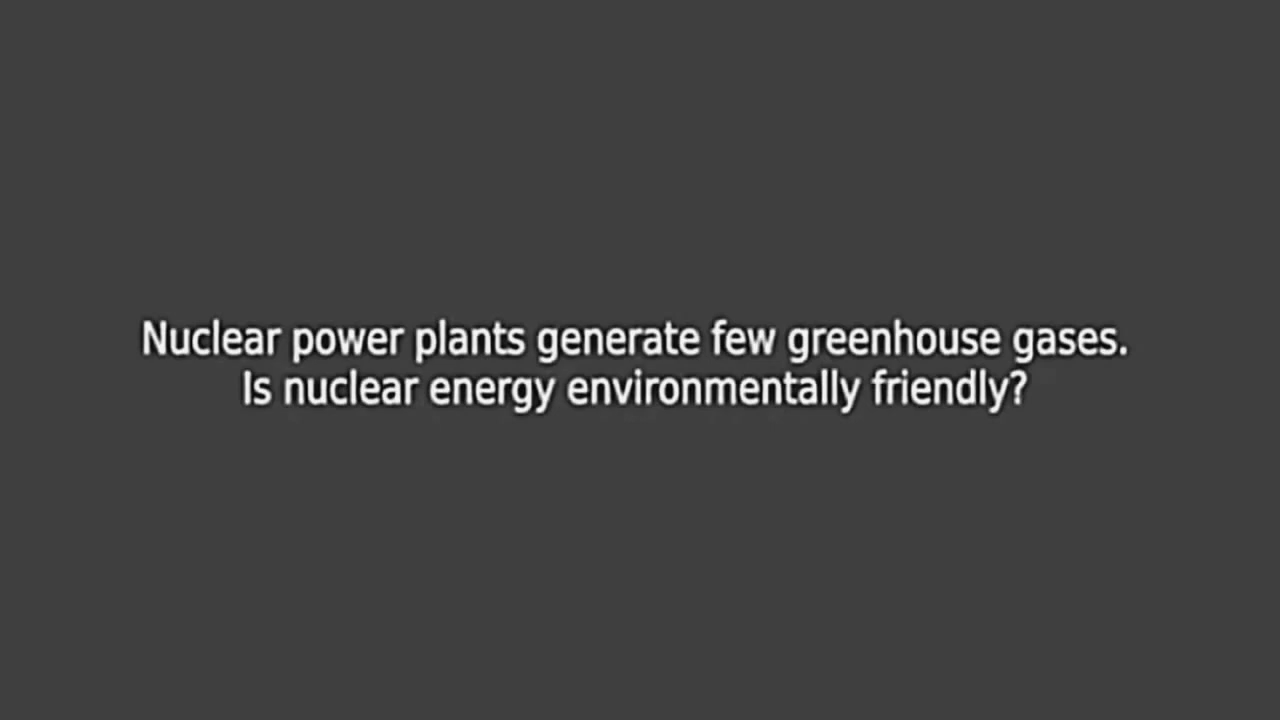 Nuclear power plants generate few greenhouse gases.
Is nuclear energy environmentally friendly?